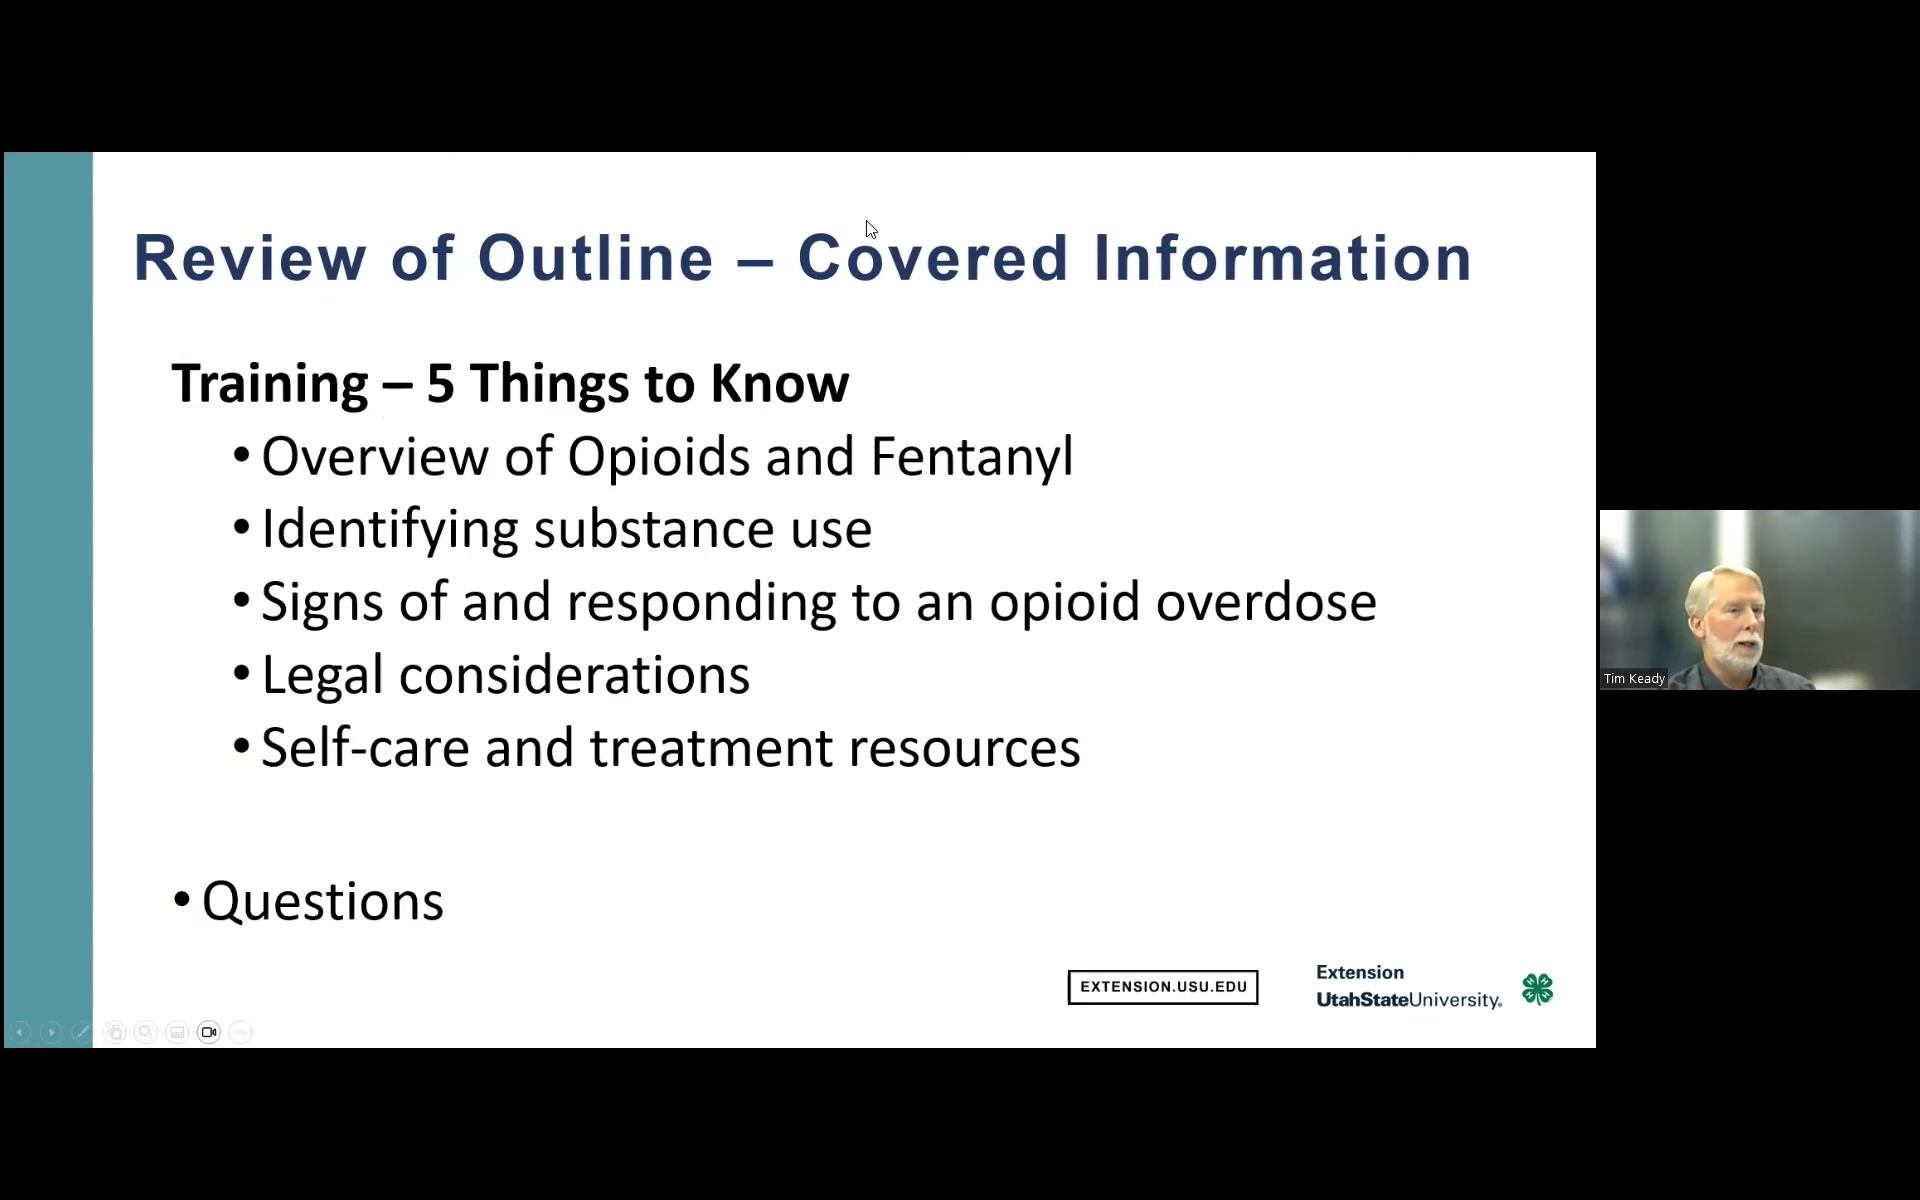 Review of Outline – Covered Information
Training – 5 Things to Know
• Overview of Opioids and Fentanyl
• Identifying substance use
• Signs of and responding to an opioid overdose
• Legal considerations
• Self-care and treatment resources
• Questions
EXTENSION.USU.EDU
Extension
UtahStateUniversity®
Tim Keady